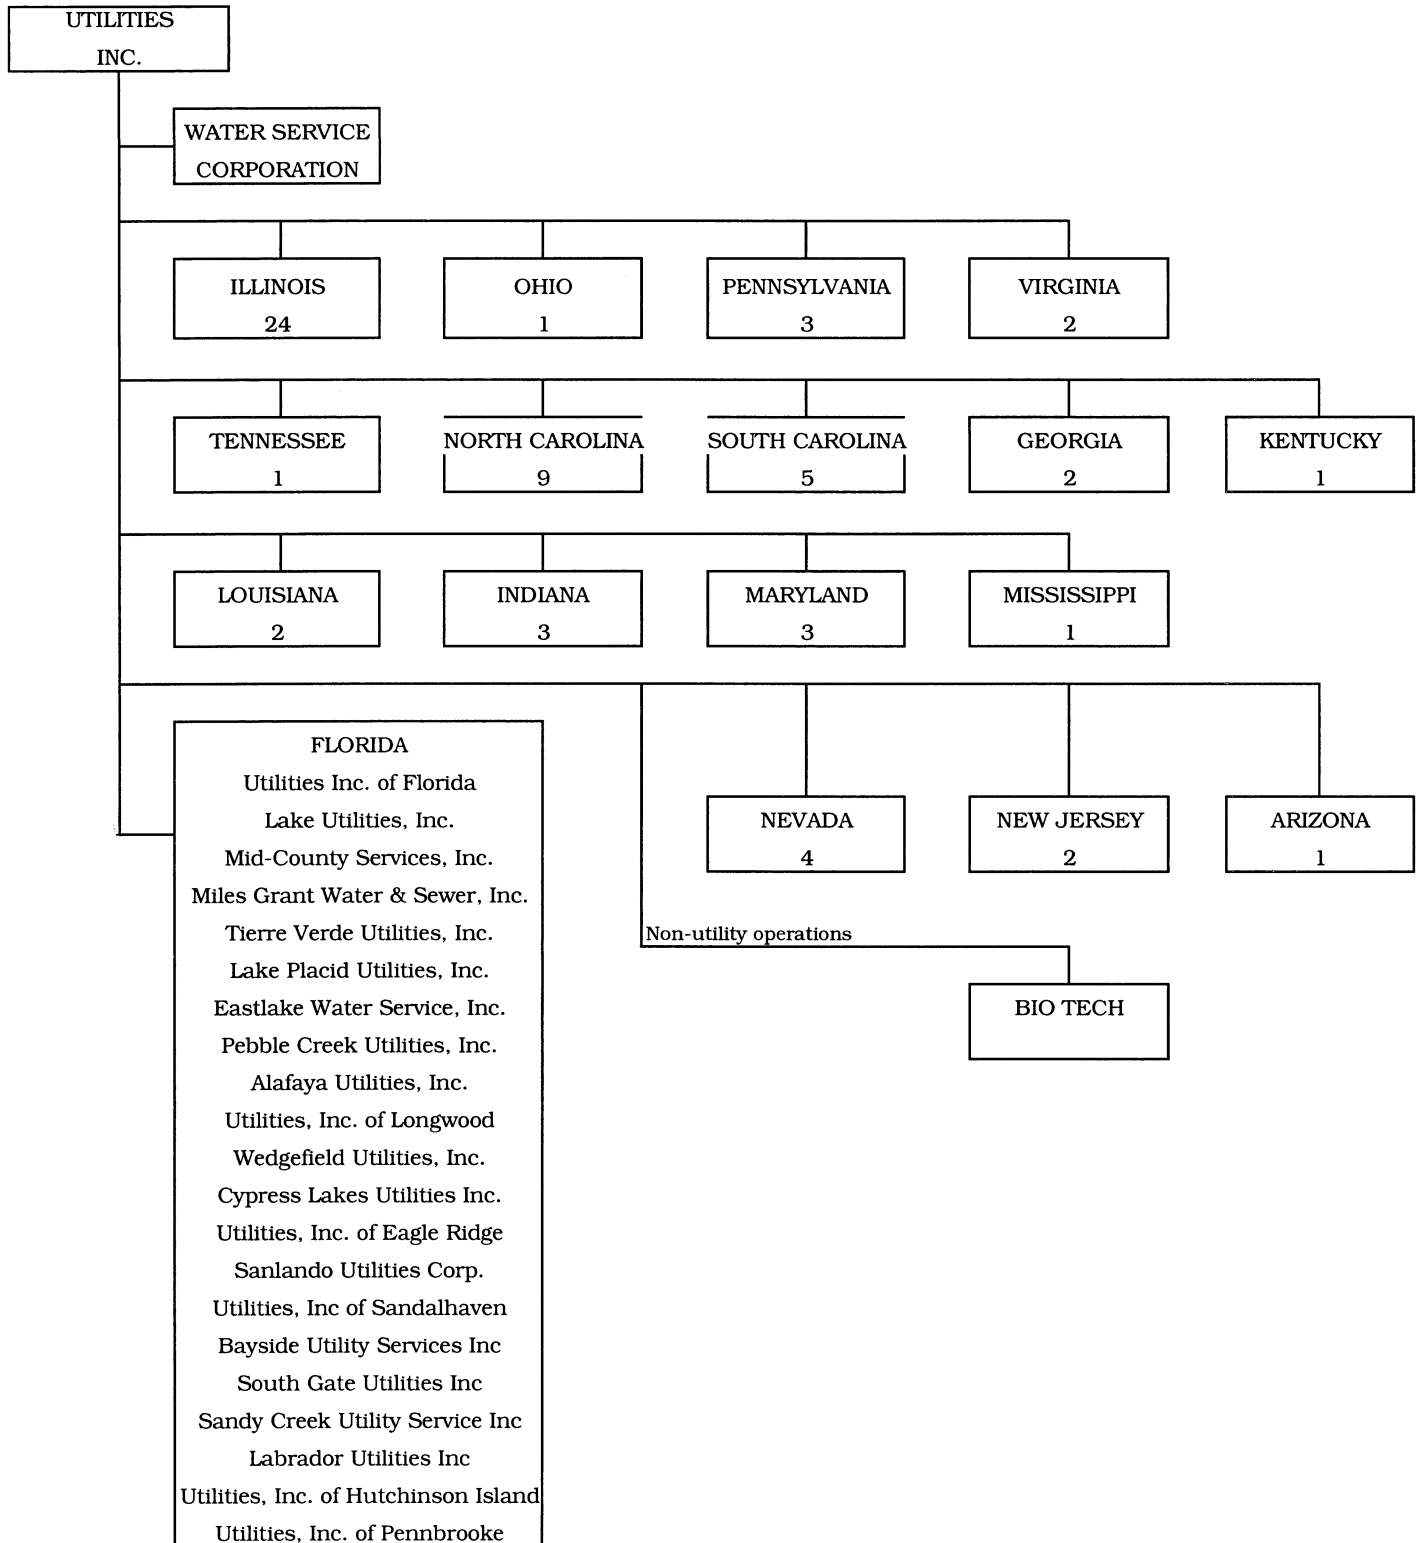 UTILITIES
INC.
WATER SERVICE
CORPORATION
ILLINOIS
24
OHIO
1
PENNSYLVANIA
3
VIRGINIA
2
TENNESSEE
1
NORTH CAROLINA
9
SOUTH CAROLINA
5
GEORGIA
2
KENTUCKY
1
LOUISIANA
2
INDIANA
3
MARYLAND
3
MISSISSIPPI
1
FLORIDA
Utilities Inc. of Florida
Lake Utilities, Inc.
Mid-County Services, Inc.
Miles Grant Water & Sewer, Inc.
Tierre Verde Utilities, Inc.
Lake Placid Utilities, Inc.
Eastlake Water Service, Inc.
Pebble Creek Utilities, Inc.
Alafaya Utilities, Inc.
Utilities, Inc. of Longwood
Wedgefield Utilities, Inc.
Cypress Lakes Utilities Inc.
Utilities, Inc. of Eagle Ridge
Sanlando Utilities Corp.
Utilities, Inc of Sandalhaven
Bayside Utility Services Inc
South Gate Utilities Inc
Sandy Creek Utility Service Inc
Labrador Utilities Inc
Utilities, Inc. of Hutchinson Island
Utilities, Inc. of Pennbrooke
NEVADA
4
NEW JERSEY
2
ARIZONA
1
Non-utility operations
BIO TECH